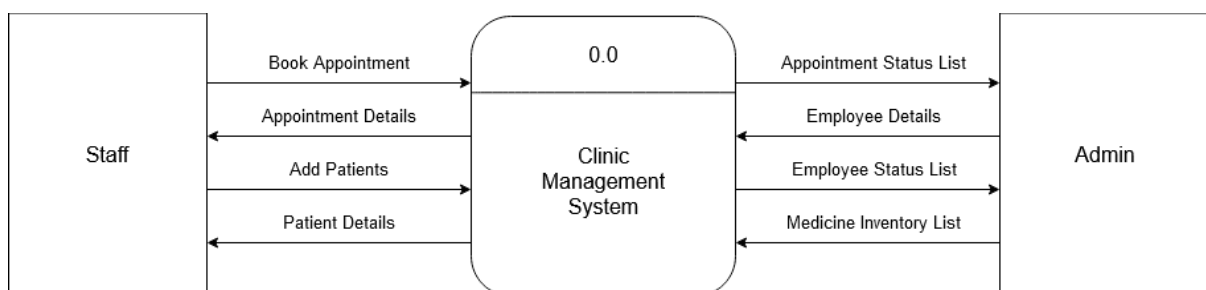 Staff
Book Appointment
Appointment Details
Add Patients
Patient Details
0.0
Clinic
Management
System
Appointment Status List
Employee Details
Employee Status List
Medicine Inventory List
Admin